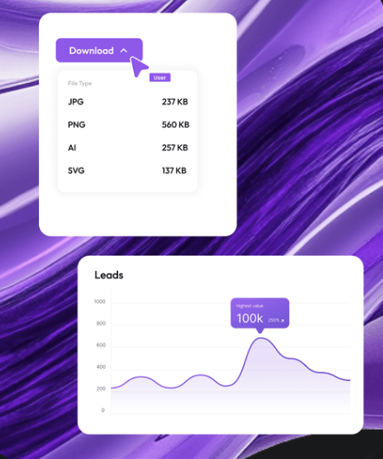 Download
User
File Type
JPG 237 KB
PNG 560 KB
AI 257 KB
SVG 137 KB
Leads
1000
800
600
400
200
0
highest value
100k 250%